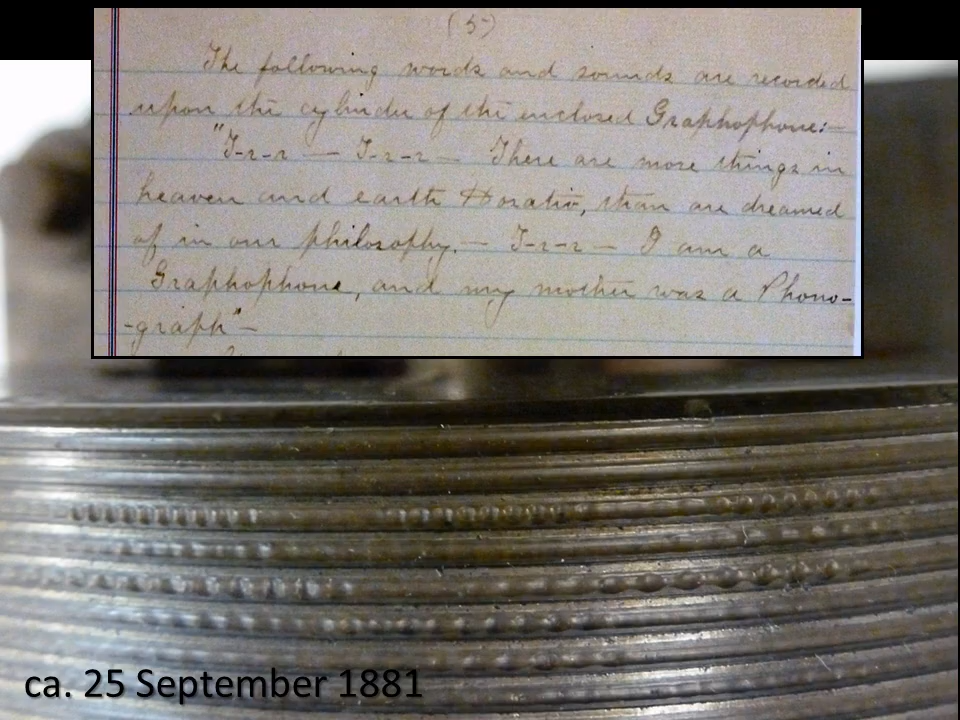 (5)
The following words and sounds are recorded
upon the cylinder of the enclosed Graphophone:—
"T-r-r — T-r-r — There are more things in
heaven and earth Horatio, than are dreamed
of in our philosophy. — T-r-r — I am a
Graphophone, and my mother was a Phono-
-graph" —
ca. 25 September 1881